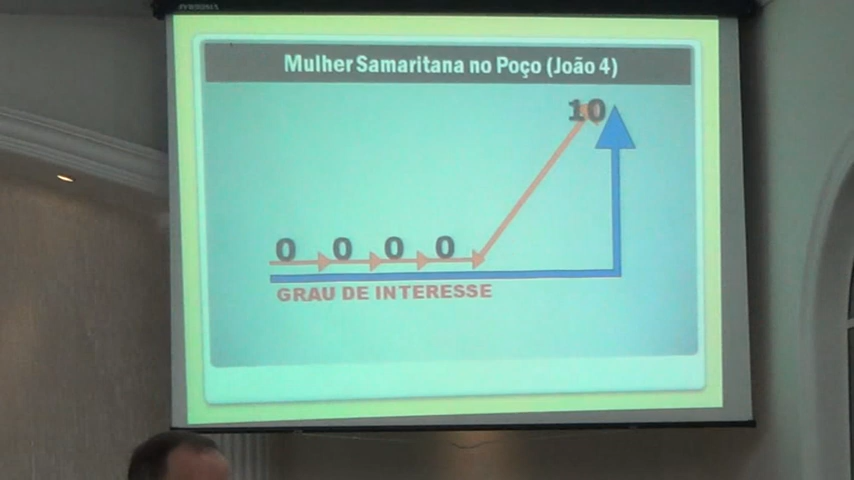 Mulher Samaritana no Poço (João 4)
10
0 0 0 0
GRAU DE INTERESSE